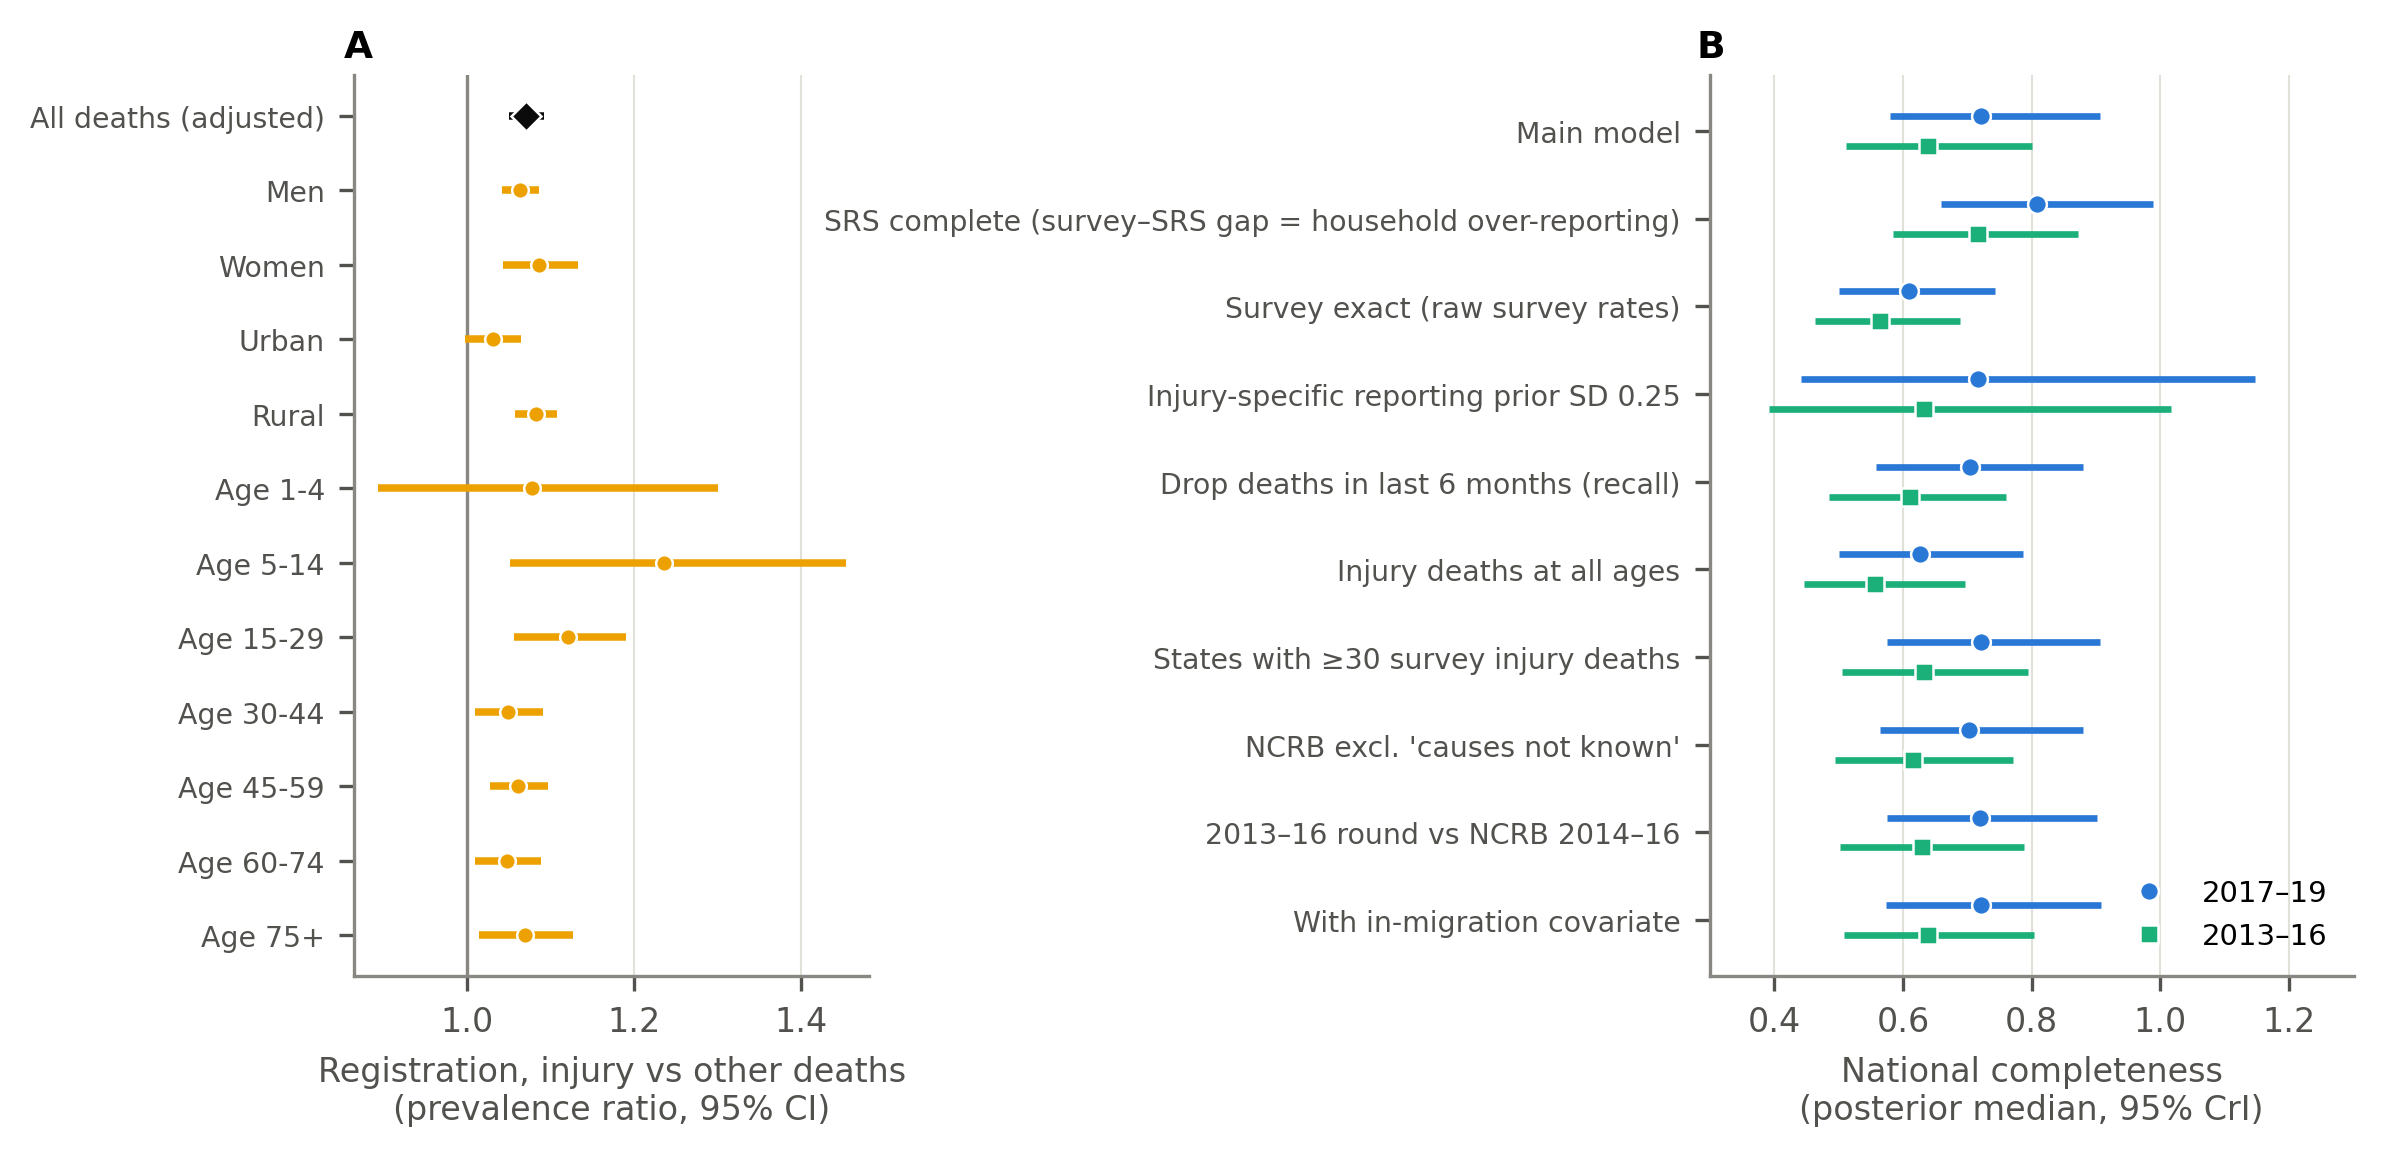 A
All deaths (adjusted)
Men
Women
Urban
Rural
Age 1-4
Age 5-14
Age 15-29
Age 30-44
Age 45-59
Age 60-74
Age 75+
1.0 1.2 1.4
Registration, injury vs other deaths
(prevalence ratio, 95% CI)
B
Main model
SRS complete (survey–SRS gap = household over-reporting)
Survey exact (raw survey rates)
Injury-specific reporting prior SD 0.25
Drop deaths in last 6 months (recall)
Injury deaths at all ages
States with ≥30 survey injury deaths
NCRB excl. 'causes not known'
2013–16 round vs NCRB 2014–16
With in-migration covariate
2017–19
2013–16
0.4 0.6 0.8 1.0 1.2
National completeness
(posterior median, 95% CrI)